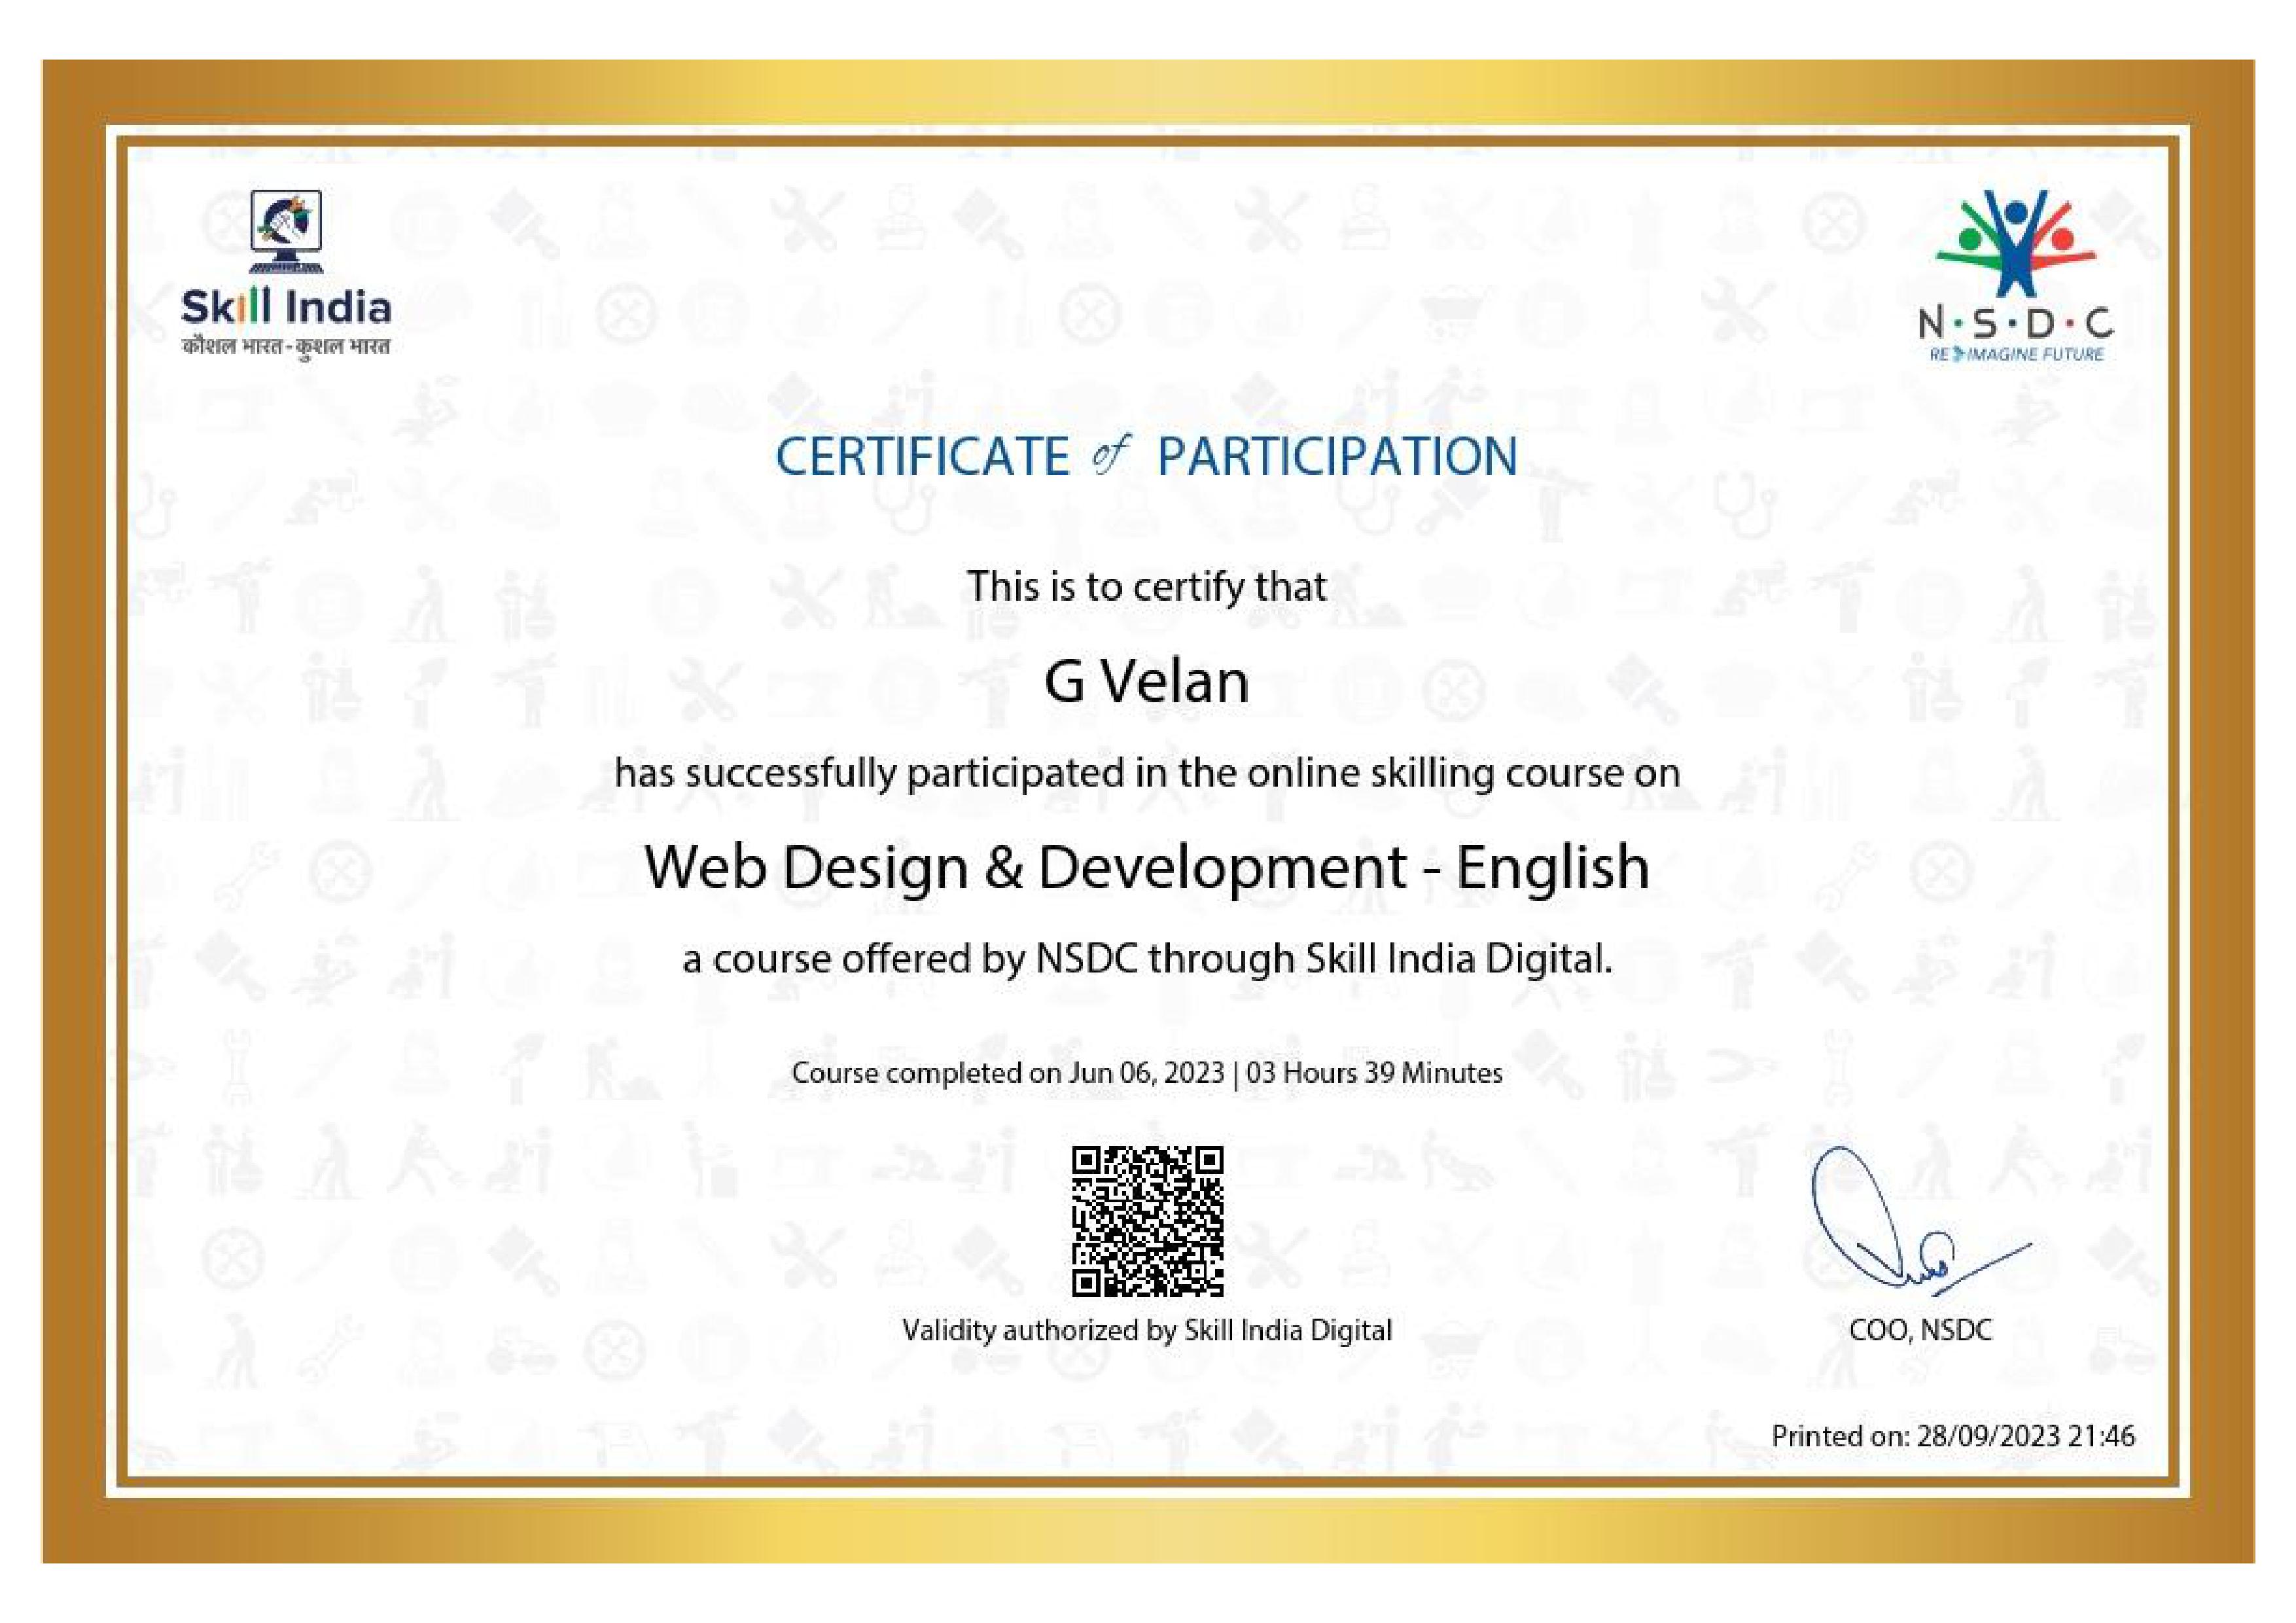 Skill India
कौशल भारत - कुशल भारत
N·S·D·C
RE IMAGINE FUTURE
CERTIFICATE of PARTICIPATION
This is to certify that
G Velan
has successfully participated in the online skilling course on
Web Design & Development - English
a course offered by NSDC through Skill India Digital.
Course completed on Jun 06, 2023 | 03 Hours 39 Minutes
Validity authorized by Skill India Digital
COO, NSDC
Printed on: 28/09/2023 21:46